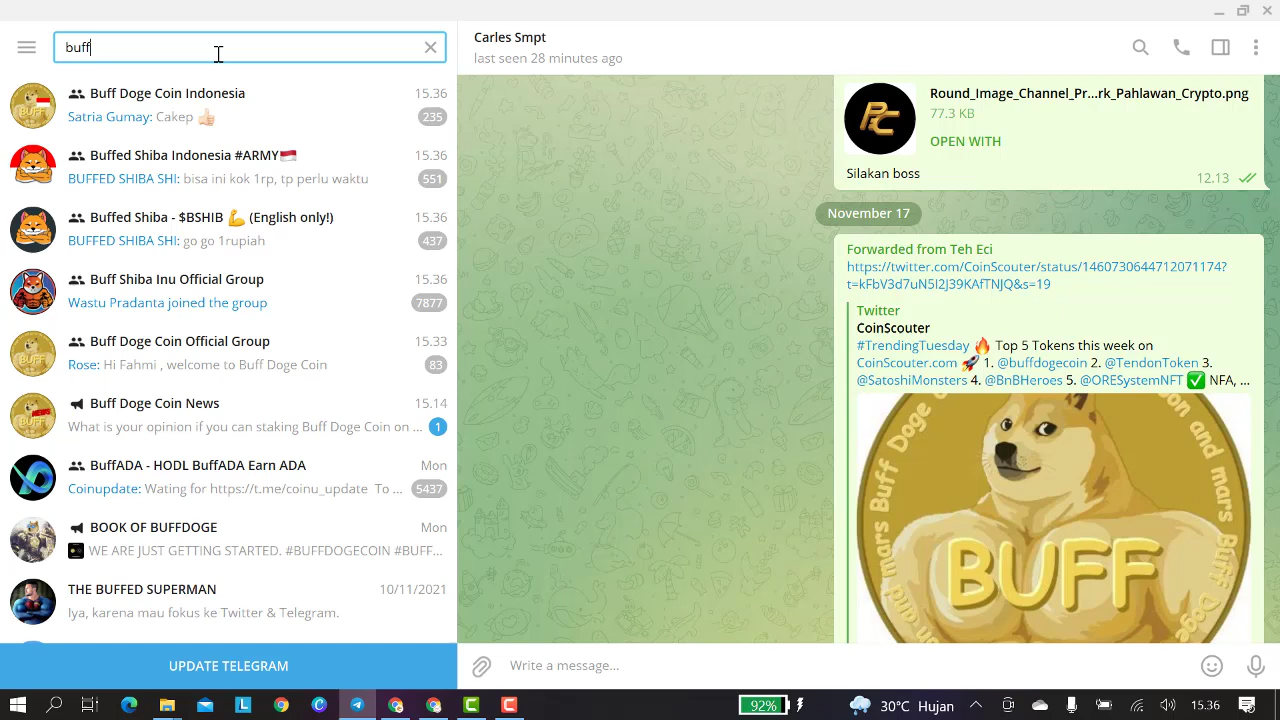 buff
Buff Doge Coin Indonesia 15.36
Satria Gumay: Cakep 👍🏻 235
Buffed Shiba Indonesia #ARMY🇮🇩 15.36
BUFFED SHIBA SHI: bisa ini kok 1rp, tp perlu waktu 551
Buffed Shiba - $BSHIB 💪 (English only!) 15.36
BUFFED SHIBA SHI: go go 1rupiah 437
Buff Shiba Inu Official Group 15.36
Wastu Pradanta joined the group 7877
Buff Doge Coin Official Group 15.33
Rose: Hi Fahmi , welcome to Buff Doge Coin 83
Buff Doge Coin News 15.14
What is your opinion if you can staking Buff Doge Coin on ... 1
BuffADA - HODL BuffADA Earn ADA Mon
Coinupdate: Wating for https://t.me/coinu_update To ... 5437
BOOK OF BUFFDOGE Mon
WE ARE JUST GETTING STARTED. #BUFFDOGECOIN #BUFF...
THE BUFFED SUPERMAN 10/11/2021
Iya, karena mau fokus ke Twitter & Telegram.
UPDATE TELEGRAM
Carles Smpt
last seen 28 minutes ago
Round_Image_Channel_Pr...rk_Pahlawan_Crypto.png
77.3 KB
OPEN WITH
Silakan boss
12.13
November 17
Forwarded from Teh Eci
https://twitter.com/CoinScouter/status/1460730644712071174?
t=kFbV3d7uN5l2J39KAfTNJQ&s=19
Twitter
CoinScouter
#TrendingTuesday 🔥 Top 5 Tokens this week on
CoinScouter.com 🚀 1. @buffdogecoin 2. @TendonToken 3.
@SatoshiMonsters 4. @BnBHeroes 5. @ORESystemNFT ✅ NFA, ...
BUFF
Write a message...
92% 30°C Hujan 15.36